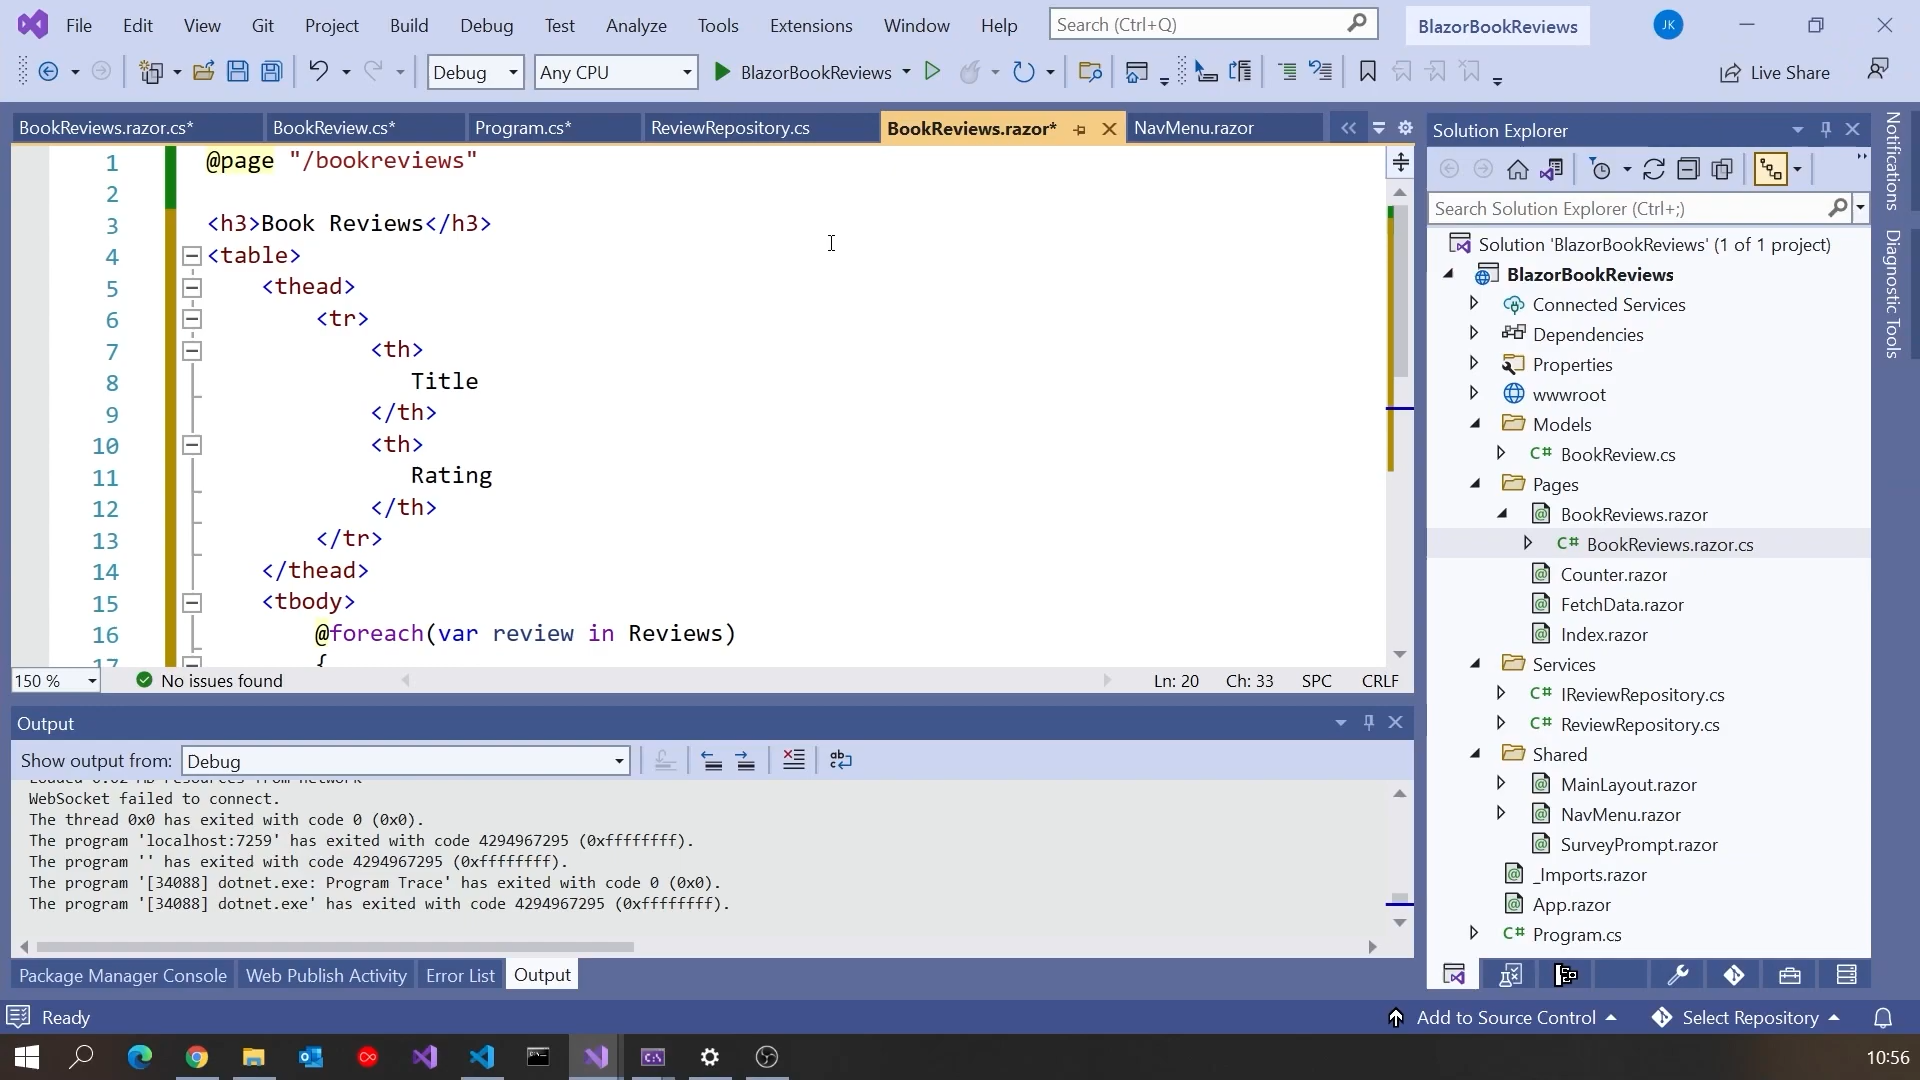 File Edit View Git Project Build Debug Test Analyze Tools Extensions Window Help Search (Ctrl+Q) BlazorBookReviews JK
Debug Any CPU BlazorBookReviews Live Share
BookReviews.razor.cs* BookReview.cs* Program.cs* ReviewRepository.cs BookReviews.razor* NavMenu.razor
1 @page "/bookreviews"
2
3 <h3>Book Reviews</h3>
4 <table>
5 <thead>
6 <tr>
7 <th>
8 Title
9 </th>
10 <th>
11 Rating
12 </th>
13 </tr>
14 </thead>
15 <tbody>
16 @foreach(var review in Reviews)
17 {
150 % No issues found Ln: 20 Ch: 33 SPC CRLF
Output
Show output from: Debug
Loaded 0.02 MB resources from network
WebSocket failed to connect.
The thread 0x0 has exited with code 0 (0x0).
The program 'localhost:7259' has exited with code 4294967295 (0xffffffff).
The program '' has exited with code 4294967295 (0xffffffff).
The program '[34088] dotnet.exe: Program Trace' has exited with code 0 (0x0).
The program '[34088] dotnet.exe' has exited with code 4294967295 (0xffffffff).
Package Manager Console Web Publish Activity Error List Output
Solution Explorer
Search Solution Explorer (Ctrl+;)
Solution 'BlazorBookReviews' (1 of 1 project)
BlazorBookReviews
Connected Services
Dependencies
Properties
wwwroot
Models
C# BookReview.cs
Pages
BookReviews.razor
C# BookReviews.razor.cs
Counter.razor
FetchData.razor
Index.razor
Services
C# IReviewRepository.cs
C# ReviewRepository.cs
Shared
MainLayout.razor
NavMenu.razor
SurveyPrompt.razor
_Imports.razor
App.razor
C# Program.cs
Notifications
Diagnostic Tools
Ready Add to Source Control Select Repository
10:56